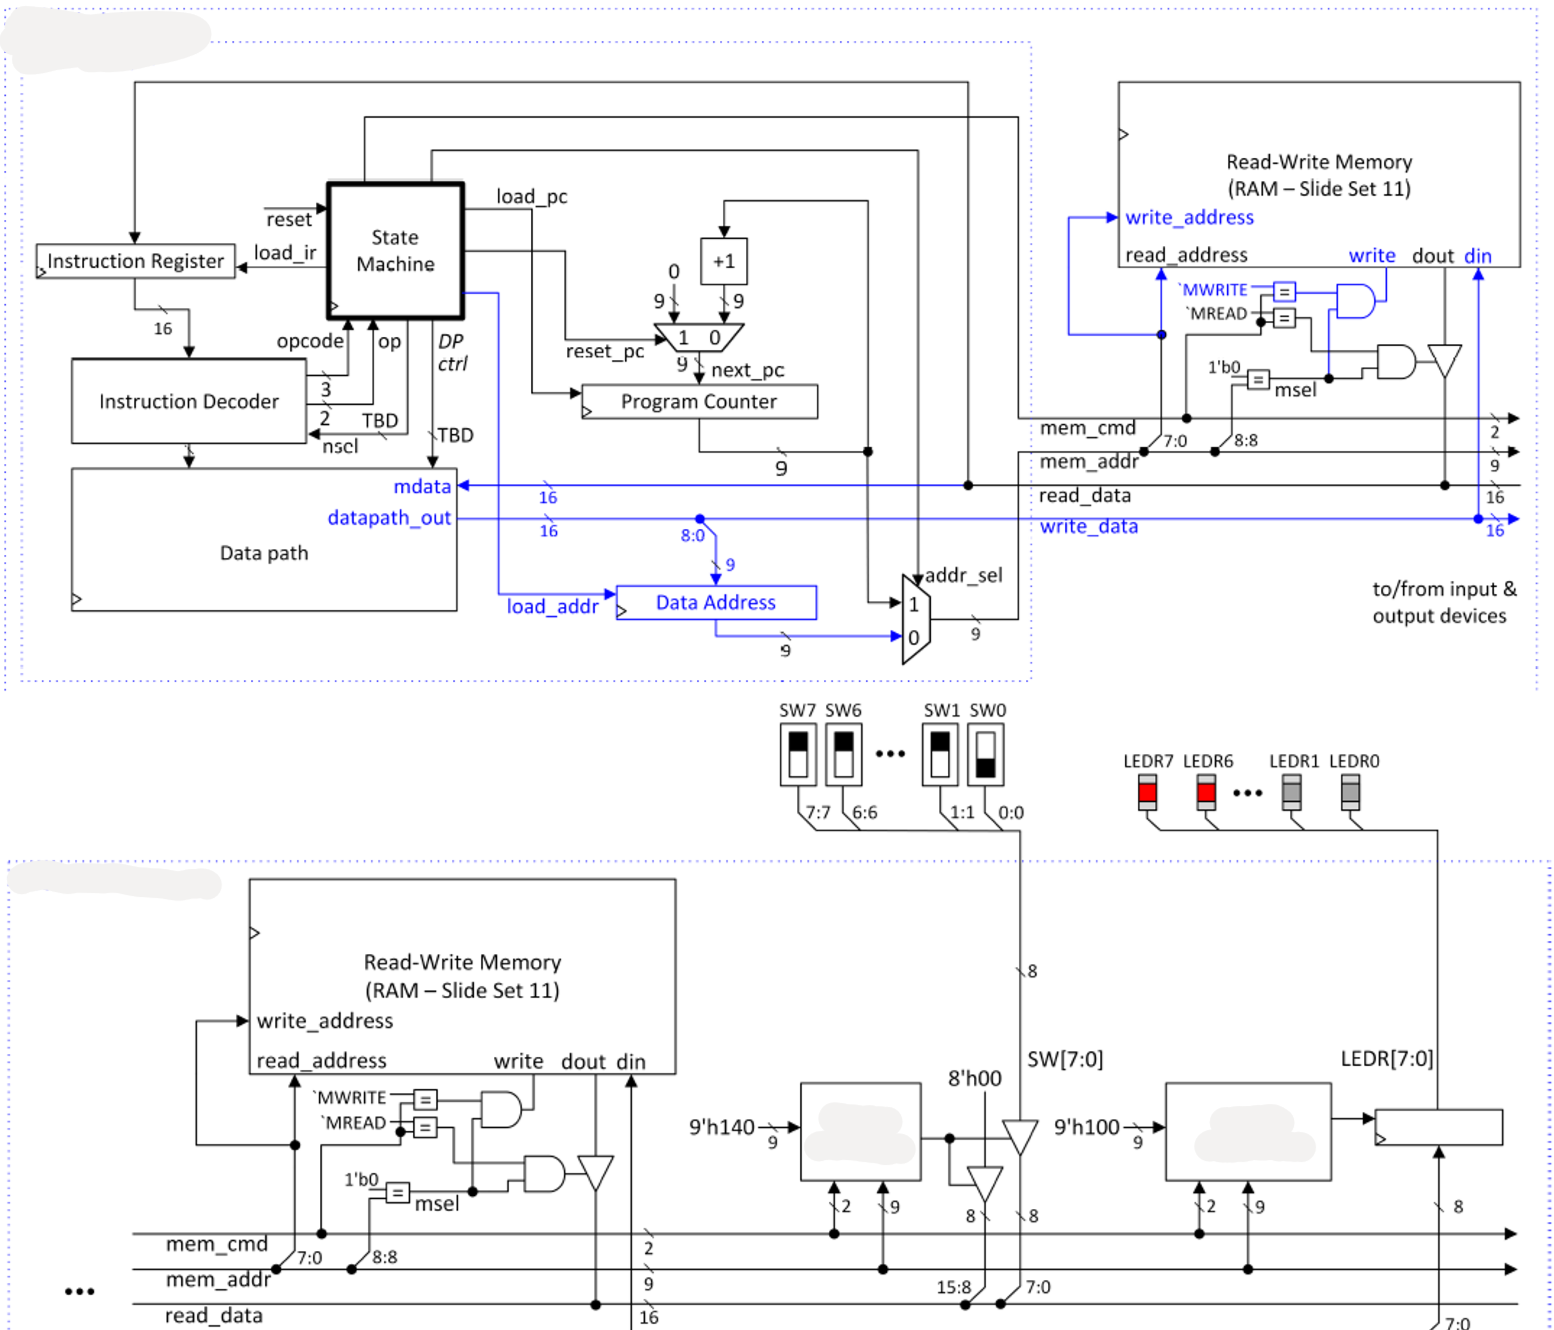 Read-Write Memory
(RAM – Slide Set 11)
write_address
read_address
write
dout
din
`MWRITE
=
`MREAD
=
1'b0
=
msel
load_pc
reset
State
Machine
Instruction Register
load_ir
+1
0
9
9
16
1 0
reset_pc
9
next_pc
opcode
op
DP
ctrl
Program Counter
Instruction Decoder
3
2
TBD
nscl
TBD
9
mem_cmd
7:0
8:8
2
mem_addr
9
mdata
16
read_data
16
datapath_out
16
8:0
write_data
16
Data path
9
addr_sel
load_addr
Data Address
1
0
9
9
to/from input &
output devices
SW7 SW6 ••• SW1 SW0
7:7 6:6 1:1 0:0
LEDR7 LEDR6 ••• LEDR1 LEDR0
Read-Write Memory
(RAM – Slide Set 11)
8
write_address
read_address
write
dout
din
SW[7:0]
LEDR[7:0]
8'h00
`MWRITE
=
`MREAD
=
9'h140
9
9'h100
9
1'b0
=
msel
2
9
8
8
2
9
8
mem_cmd
7:0
8:8
2
mem_addr
9
15:8
7:0
•••
read_data
16
7:0